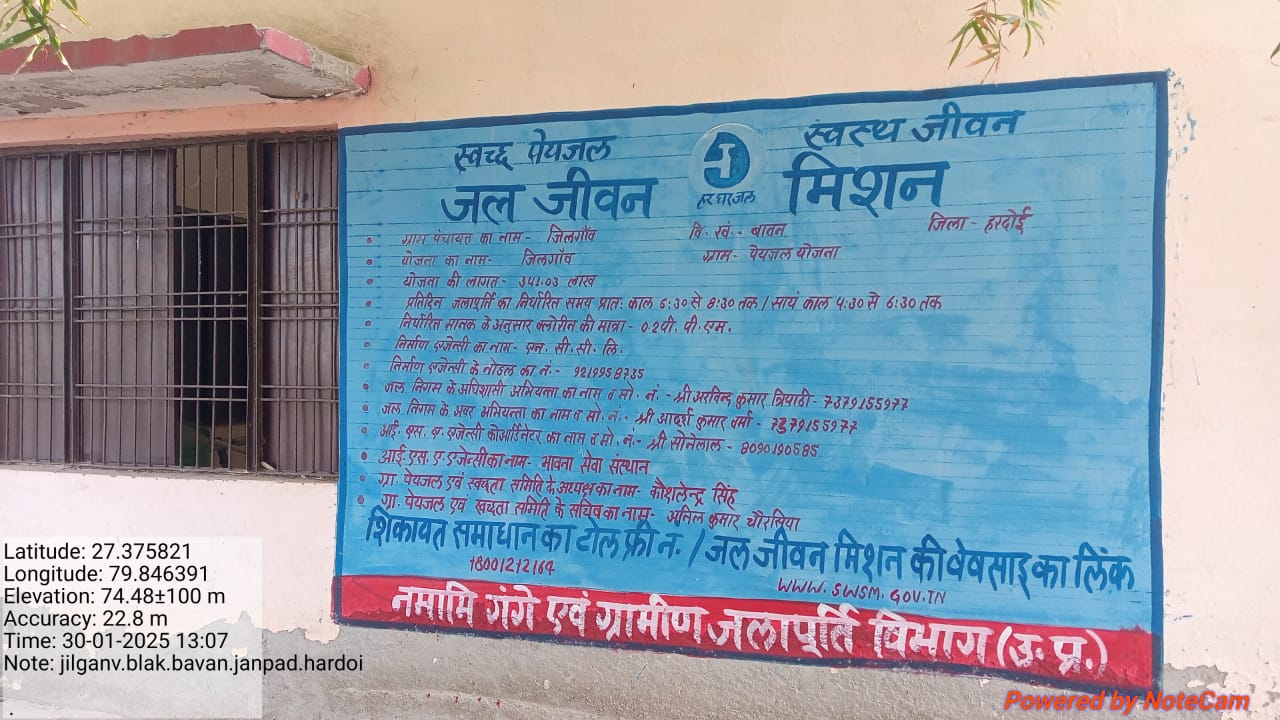 स्वच्छ पेयजल स्वस्थ जीवन
जल जीवन मिशन
हर घर जल
ग्राम पंचायत का नाम- जिलगाँव वि. खं. - बावन जिला - हरदोई
योजना का नाम- जिलगाँव ग्राम- पेयजल योजना
योजना की लागत- 341.03 लाख
प्रतिदिन जलापूर्ति का निर्धारित समय प्रातः काल 6:30 से 8:30 तक / सायं काल 4:30 से 6:30 तक
निर्धारित मानक के अनुसार क्लोरीन की मात्रा - 0.2 पी. पी. एम.
निर्माण एजेन्सी का नाम- एन. सी. सी. लि.
निर्माण एजेन्सी के नोडल का नं.- 9219958735
जल निगम के अधिशासी अभियन्ता का नाम व मो. नं. - श्री अरविन्द कुमार त्रिपाठी- 7379155977
जल निगम के अवर अभियन्ता का नाम व मो. नं. - श्री आदर्श कुमार वर्मा - 7379155977
आई. एस. ए. एजेन्सी कोआर्डिनेटर का नाम व मो. नं.- श्री सोनेलाल - 8090190585
आई.एस. ए. एजेन्सी का नाम- भावना सेवा संस्थान
ग्रा. पेयजल एवं स्वच्छता समिति के अध्यक्ष का नाम- कौशलेन्द्र सिंह
ग्रा. पेयजल एवं स्वच्छता समिति के सचिव का नाम- अनिल कुमार चौरसिया
शिकायत समाधान का टोल फ्री नं. / जल जीवन मिशन की वेवसाइ का लिंक
18001212164 WWW. SWSM. GOV.IN
नमामि गंगे एवं ग्रामीण जलापूर्ति विभाग (उ. प्र.)
Latitude: 27.375821
Longitude: 79.846391
Elevation: 74.48±100 m
Accuracy: 22.8 m
Time: 30-01-2025 13:07
Note: jilganv.blak.bavan.janpad.hardoi
Powered by NoteCam